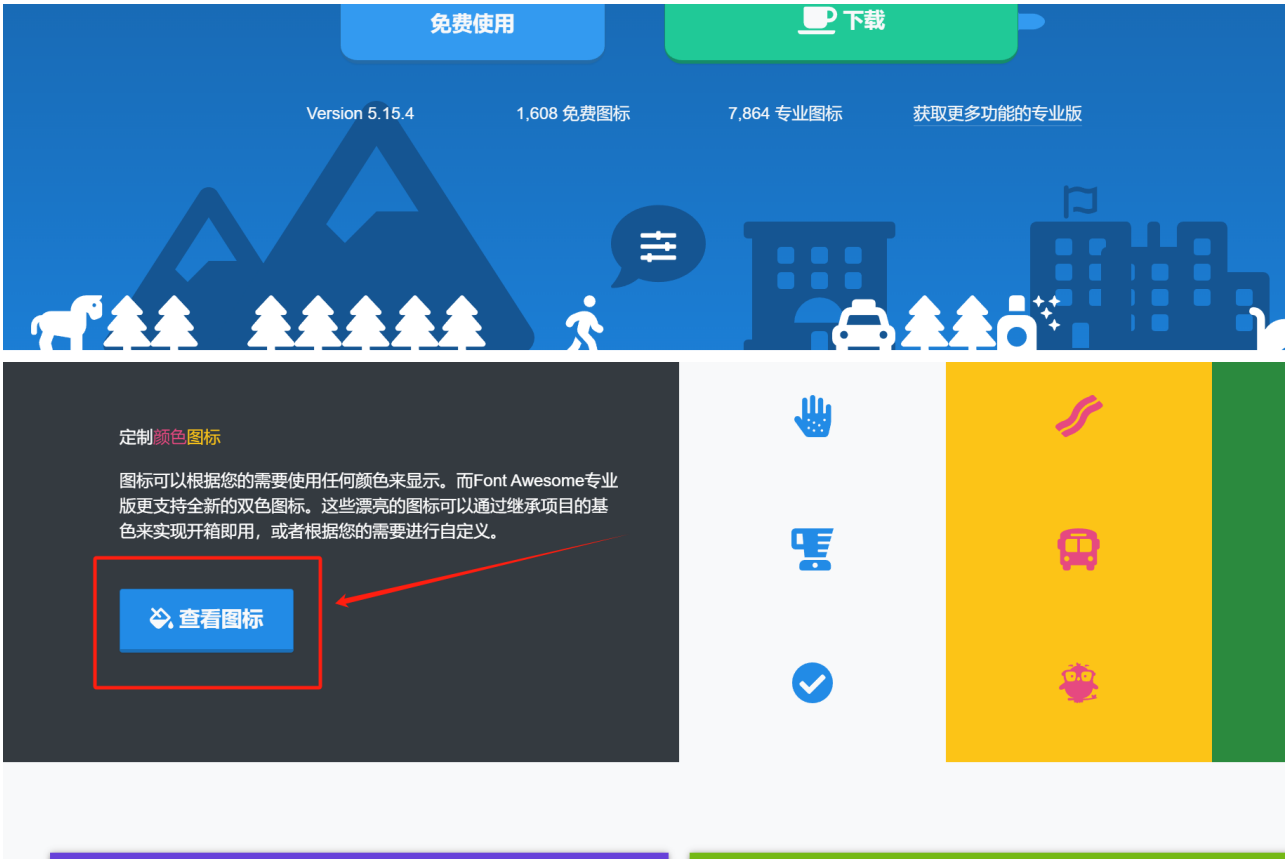 免费使用
下载
Version 5.15.4
1,608 免费图标
7,864 专业图标
获取更多功能的专业版
定制颜色图标
图标可以根据您的需要使用任何颜色来显示。而Font Awesome专业
版更支持全新的双色图标。这些漂亮的图标可以通过继承项目的基
色来实现开箱即用，或者根据您的需要进行自定义。
查看图标